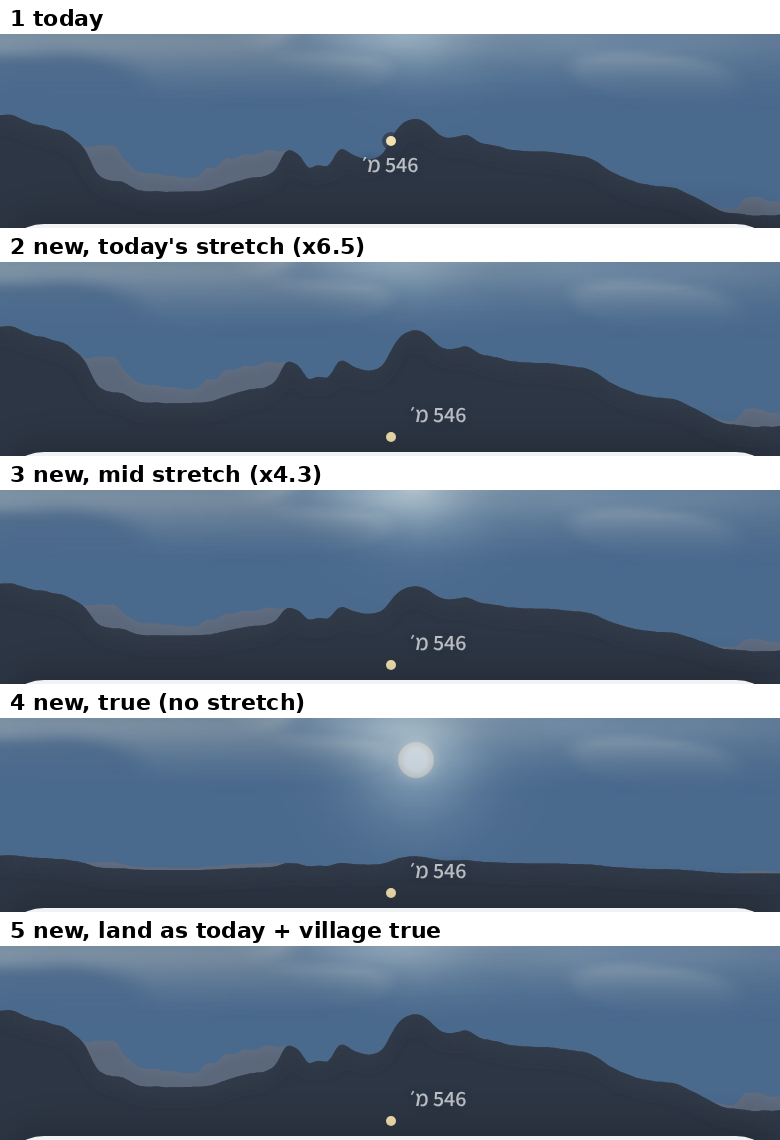 1 today
546 מ׳
2 new, today's stretch (x6.5)
546 מ׳
3 new, mid stretch (x4.3)
546 מ׳
4 new, true (no stretch)
546 מ׳
5 new, land as today + village true
546 מ׳